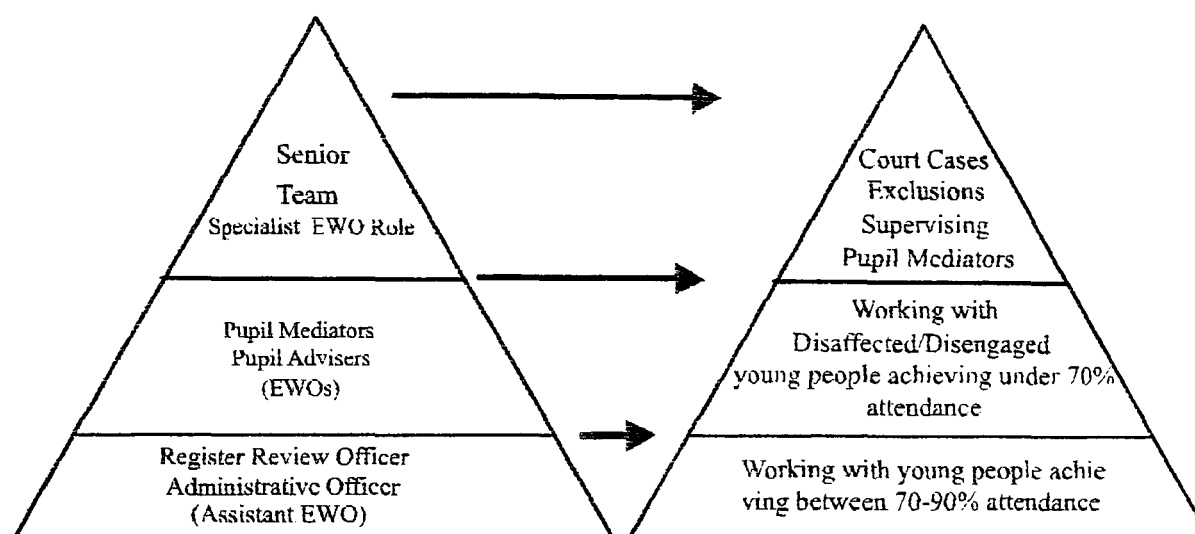 Senior
Team
Specialist EWO Role
Pupil Mediators
Pupil Advisers
(EWOs)
Register Review Officer
Administrative Officer
(Assistant EWO)
Court Cases
Exclusions
Supervising
Pupil Mediators
Working with
Disaffected/Disengaged
young people achieving under 70%
attendance
Working with young people achie
ving between 70-90% attendance